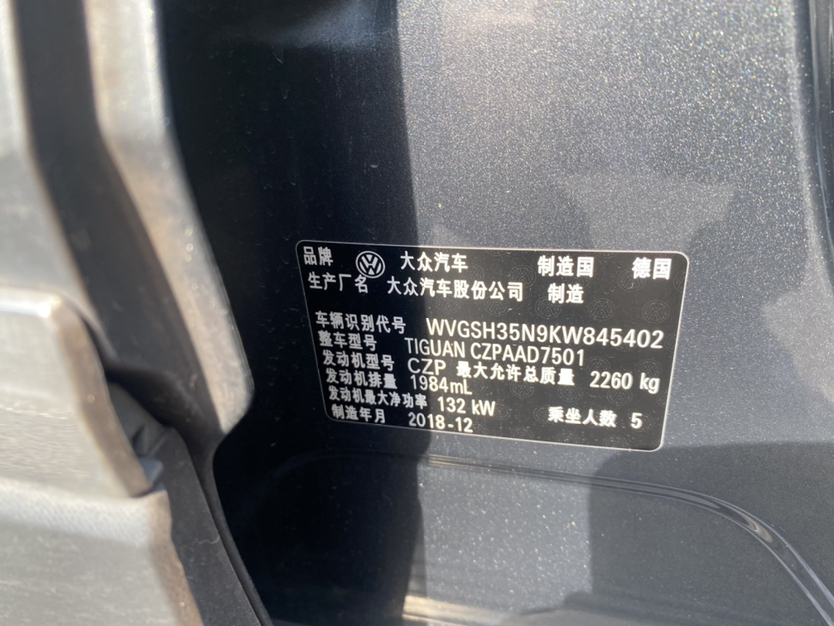 品牌 大众汽车 制造国 德国
生产厂名 大众汽车股份公司 制造
车辆识别代号 WVGSH35N9KW845402
整车型号 TIGUAN CZPAAD7501
发动机型号 CZP 最大允许总质量 2260 kg
发动机排量 1984mL
发动机最大净功率 132 kW 乘坐人数 5
制造年月 2018-12